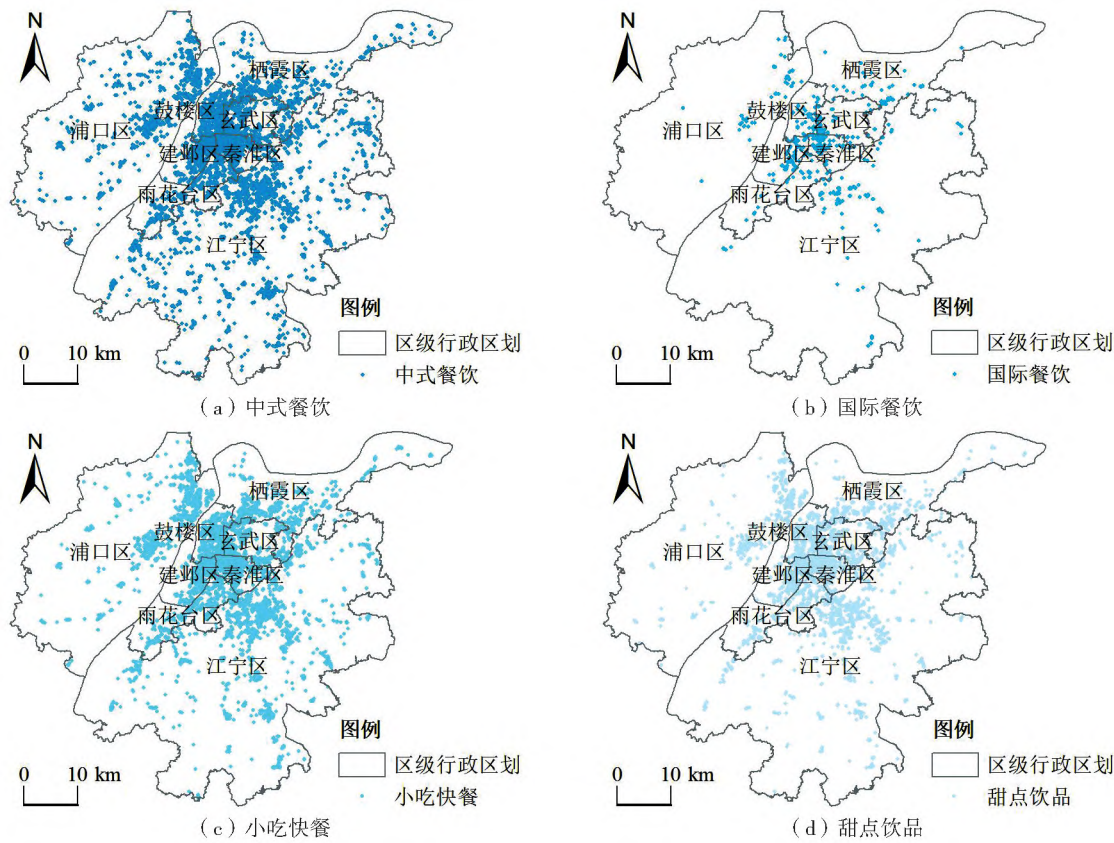 N
栖霞区
鼓楼区
玄武区
浦口区
建邺区
秦淮区
雨花台区
江宁区
图例
区级行政区划
中式餐饮
0 10 km
(a) 中式餐饮
N
栖霞区
鼓楼区
玄武区
浦口区
建邺区
秦淮区
雨花台区
江宁区
图例
区级行政区划
国际餐饮
0 10 km
(b) 国际餐饮
N
栖霞区
鼓楼区
玄武区
浦口区
建邺区
秦淮区
雨花台区
江宁区
图例
区级行政区划
小吃快餐
0 10 km
(c) 小吃快餐
N
栖霞区
鼓楼区
玄武区
浦口区
建邺区
秦淮区
雨花台区
江宁区
图例
区级行政区划
甜点饮品
0 10 km
(d) 甜点饮品